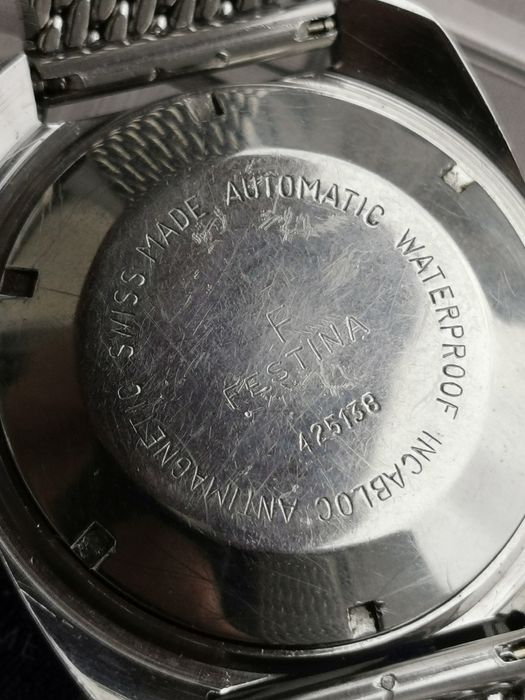 SWISS MADE AUTOMATIC WATERPROOF INCABLOC ANTIMAGNETIC
F
FESTINA
425138